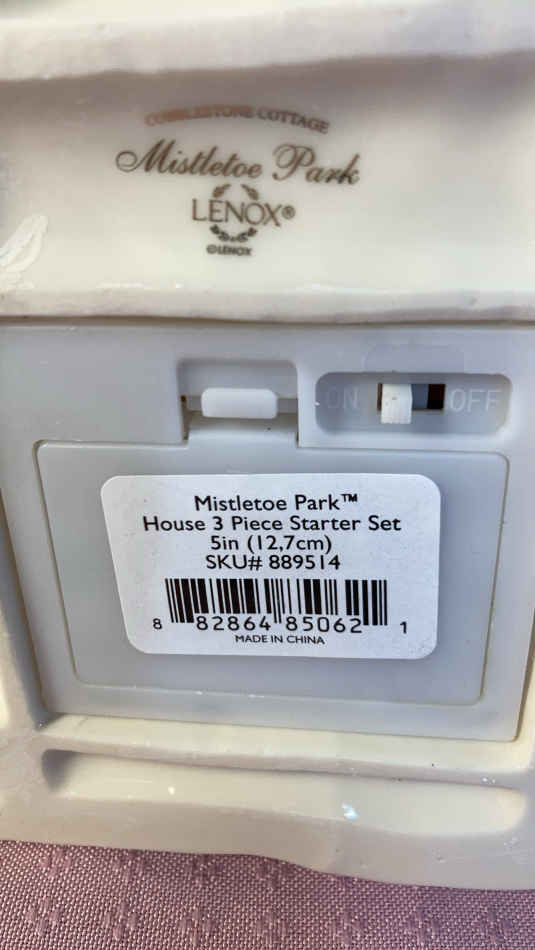 COBBLESTONE COTTAGE
Mistletoe Park
LENOX®
©LENOX
ON OFF
Mistletoe Park™
House 3 Piece Starter Set
5in (12,7cm)
SKU# 889514
8 82864 85062 1
MADE IN CHINA